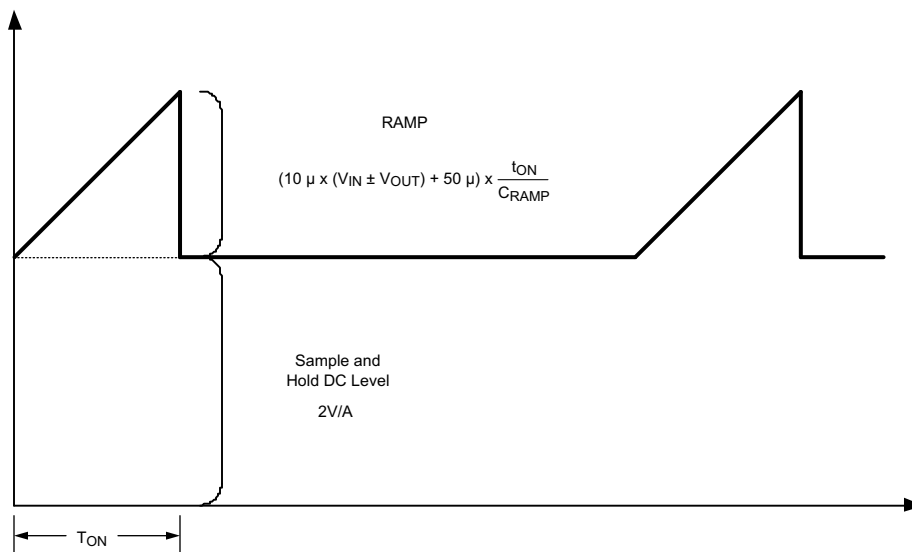 RAMP
(10 µ x (VIN ± VOUT) + 50 µ) x tON / CRAMP
Sample and
Hold DC Level
2V/A
TON